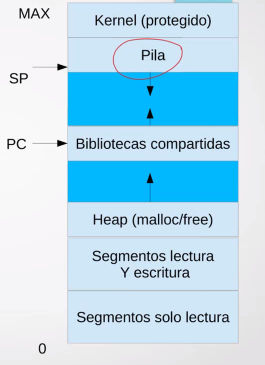 MAX
Kernel (protegido)
Pila
SP
PC
Bibliotecas compartidas
Heap (malloc/free)
Segmentos lectura
Y escritura
Segmentos solo lectura
0